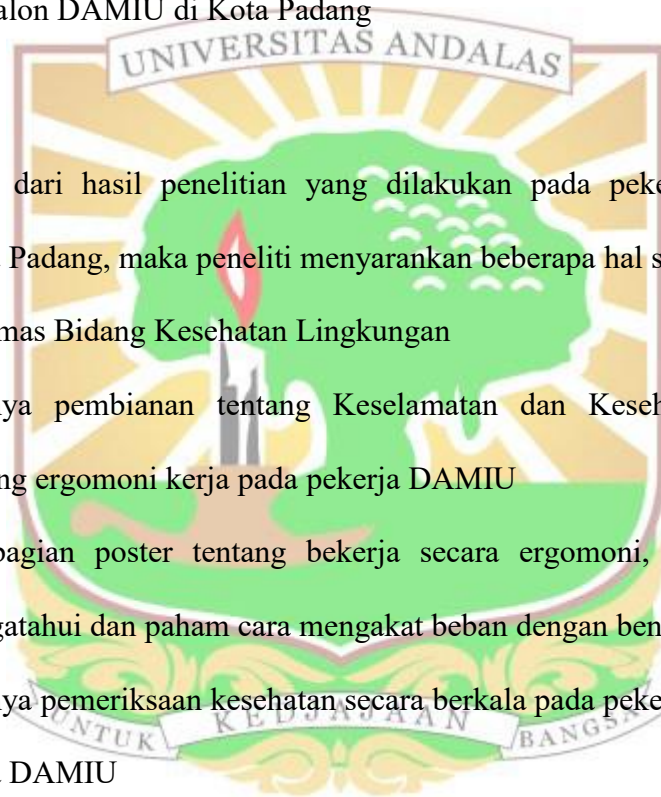 alon DAMIU di Kota Padang
UNIVERSITAS ANDALAS
dari hasil penelitian yang dilakukan pada peke
Padang, maka peneliti menyarankan beberapa hal s
mas Bidang Kesehatan Lingkungan
ya pembianan tentang Keselamatan dan Keseh
ng ergomoni kerja pada pekerja DAMIU
bagian poster tentang bekerja secara ergomoni,
gatahui dan paham cara mengakat beban dengan ben
ya pemeriksaan kesehatan secara berkala pada peke
UNTUK KEDJAJAAN BANGSA
DAMIU